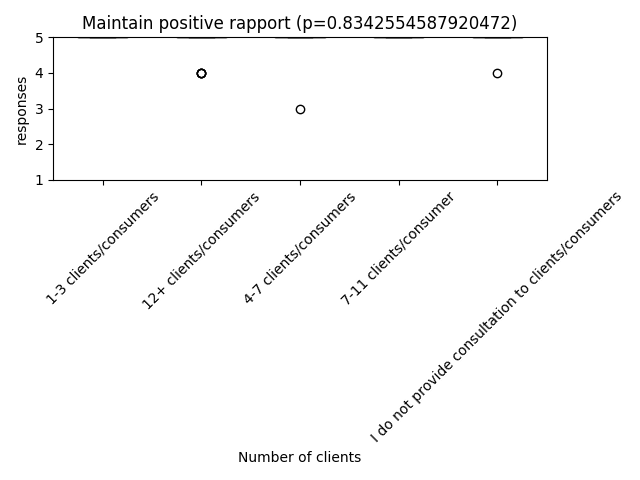 Maintain positive rapport (p=0.8342554587920472)
5
4
3
2
1
responses
1-3 clients/consumers
12+ clients/consumers
4-7 clients/consumers
7-11 clients/consumer
I do not provide consultation to clients/consumers
Number of clients